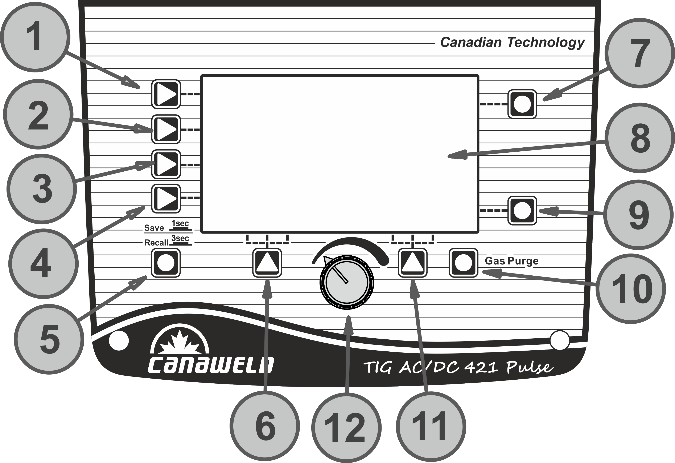 1
Canadian Technology
7
2
8
3
4
Save 1sec
Recall 3sec
9
Gas Purge
10
5
CANAWELD
TIG AC/DC 421 Pulse
6
12
11